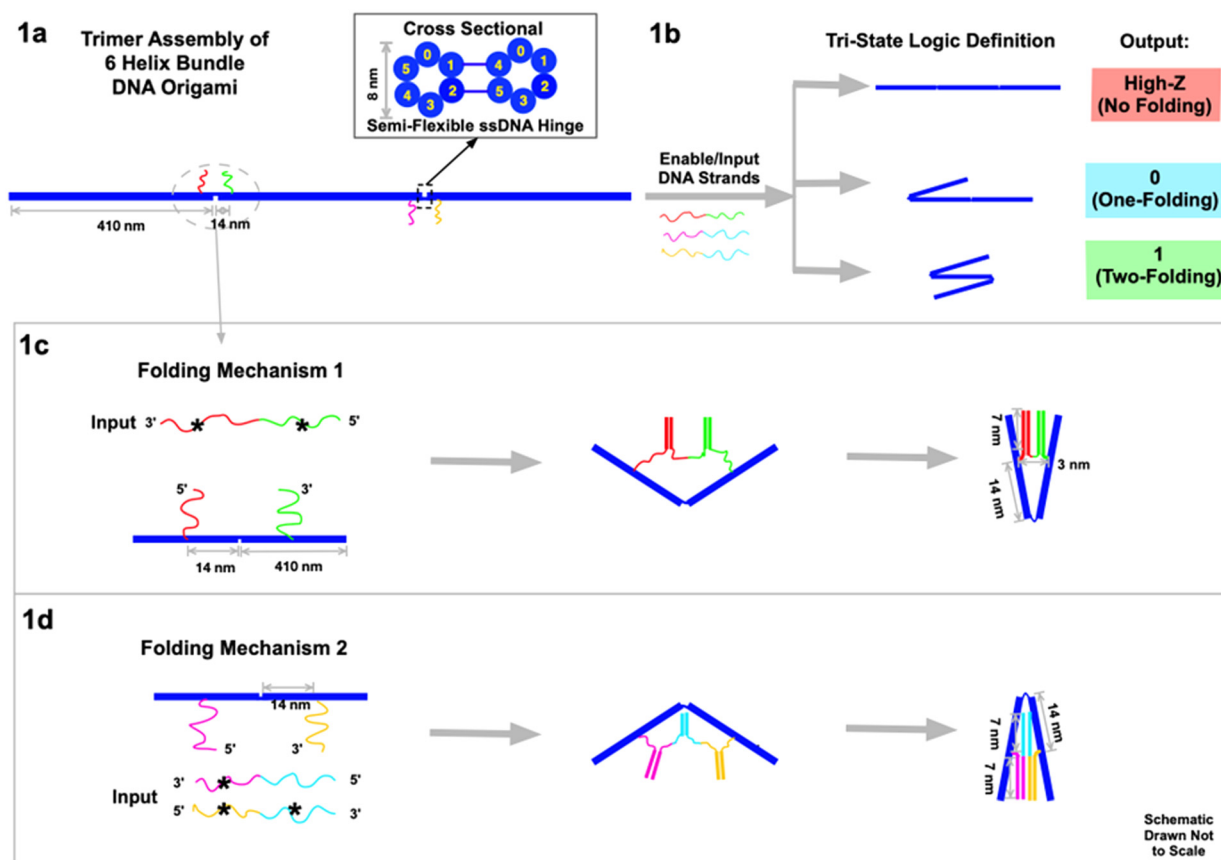 1a
Trimer Assembly of
6 Helix Bundle
DNA Origami
Cross Sectional
8 nm
0
5
1
4
2
3
0
4
1
5
2
3
Semi-Flexible ssDNA Hinge
410 nm
14 nm
1b
Tri-State Logic Definition
Output:
Enable/Input
DNA Strands
High-Z
(No Folding)
0
(One-Folding)
1
(Two-Folding)
1c
Folding Mechanism 1
Input
3'
*
*
5'
5'
3'
14 nm
410 nm
7 nm
3 nm
14 nm
1d
Folding Mechanism 2
14 nm
5'
3'
Input
3'
*
5'
5'
*
*
3'
14 nm
7 nm
7 nm
Schematic
Drawn Not
to Scale